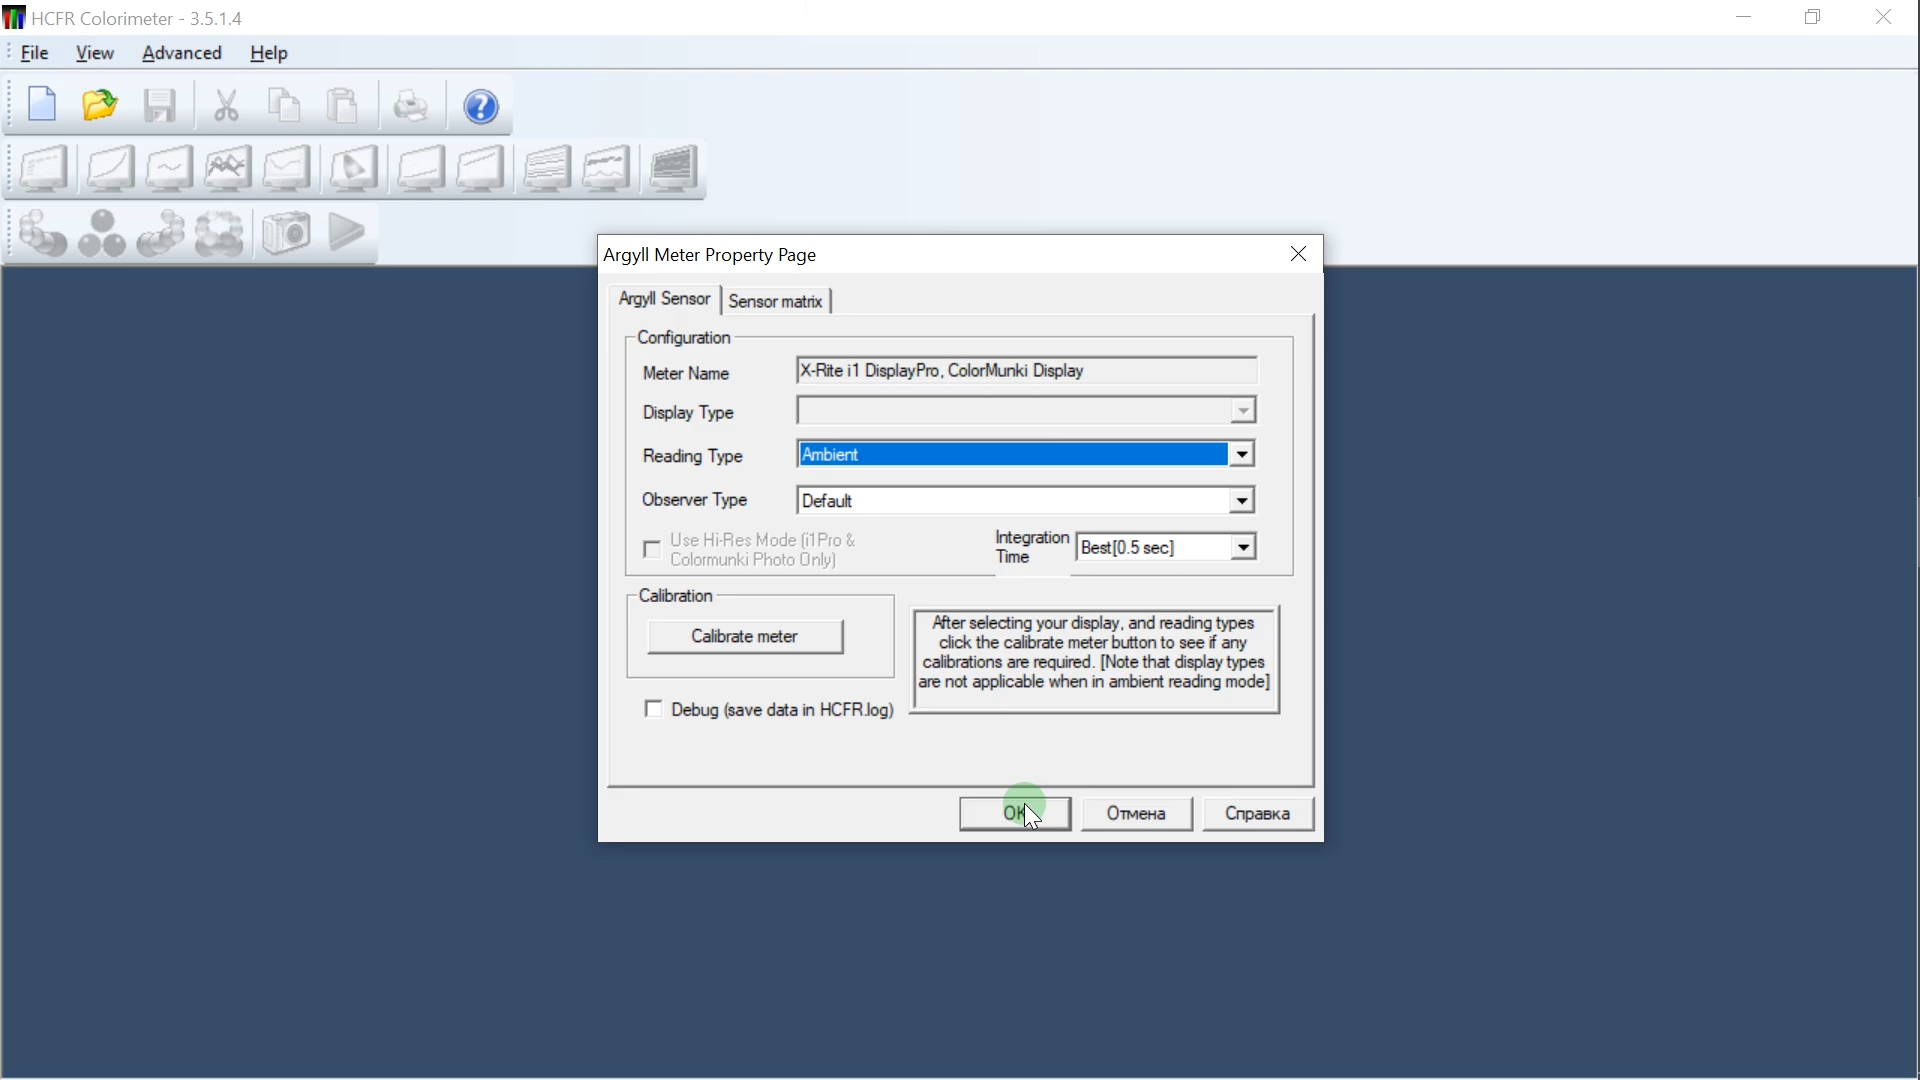 HCFR Colorimeter - 3.5.1.4
File View Advanced Help
?
Argyll Meter Property Page
Argyll Sensor Sensor matrix
Configuration
Meter Name X-Rite i1 DisplayPro, ColorMunki Display
Display Type
Reading Type Ambient
Observer Type Default
Use Hi-Res Mode (i1Pro &
Colormunki Photo Only)
Integration
Time
Best[0.5 sec]
Calibration
Calibrate meter
After selecting your display, and reading types
click the calibrate meter button to see if any
calibrations are required. [Note that display types
are not applicable when in ambient reading mode]
Debug (save data in HCFR.log)
OK Отмена Справка